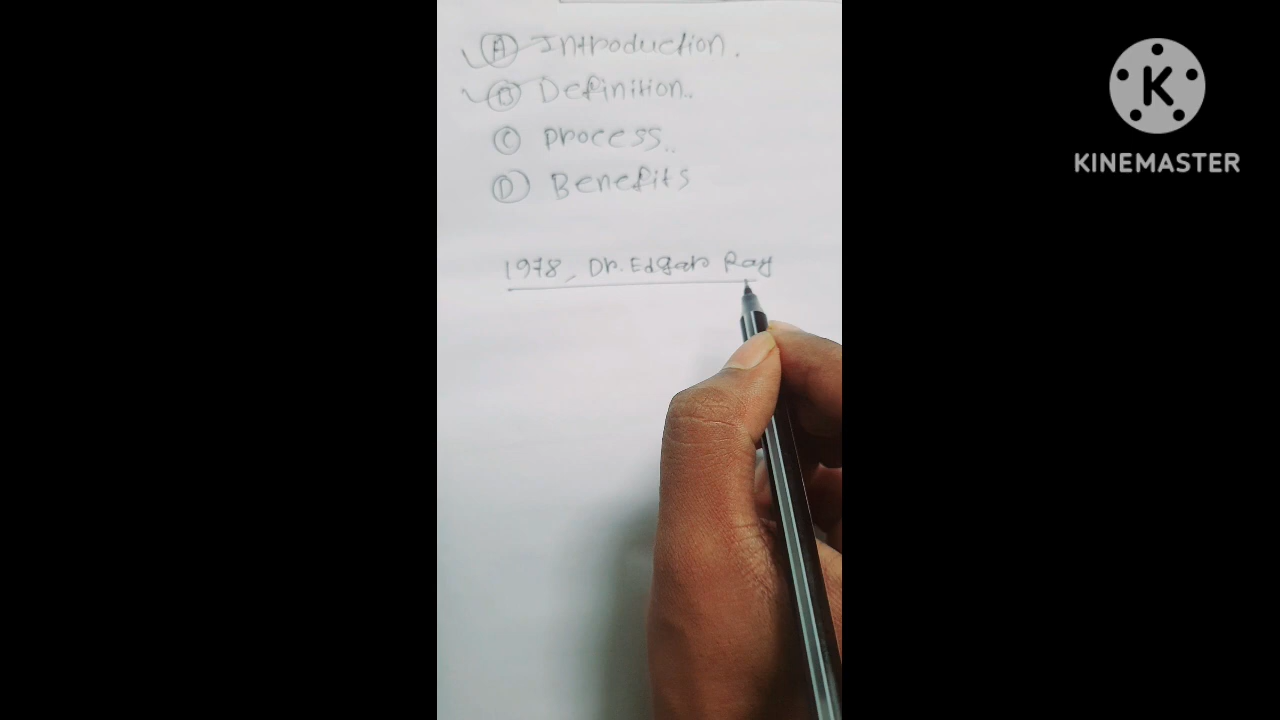 A Introduction.
B Definition..
C Process..
D Benefits
1978, Dr. Edgar Ray
KINEMASTER